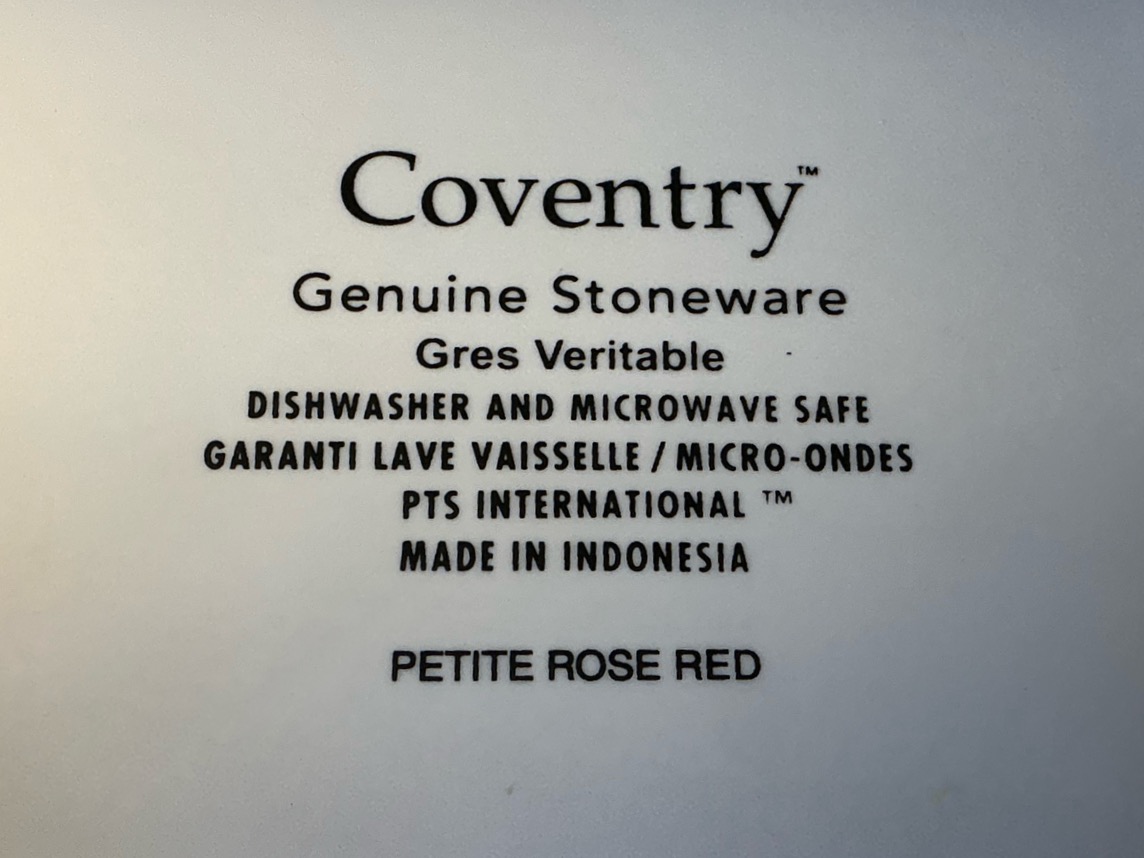 Coventry™
Genuine Stoneware
Gres Veritable
DISHWASHER AND MICROWAVE SAFE
GARANTI LAVE VAISSELLE / MICRO-ONDES
PTS INTERNATIONAL ™
MADE IN INDONESIA
PETITE ROSE RED